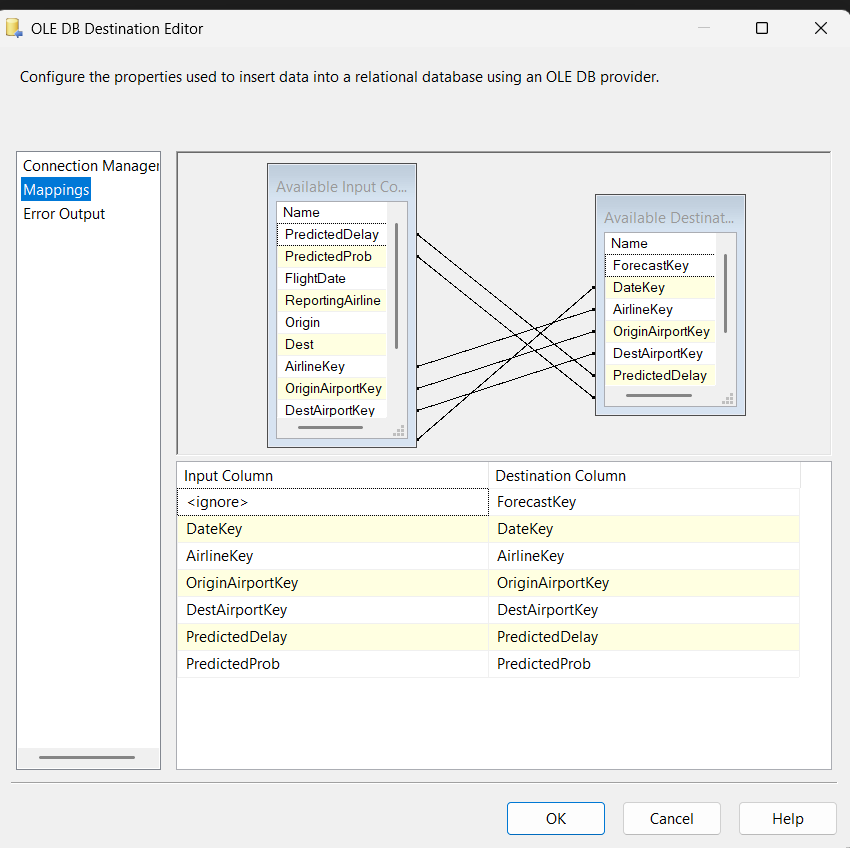 OLE DB Destination Editor
Configure the properties used to insert data into a relational database using an OLE DB provider.
Connection Manager
Mappings
Error Output
Available Input Co...
Name
PredictedDelay
PredictedProb
FlightDate
ReportingAirline
Origin
Dest
AirlineKey
OriginAirportKey
DestAirportKey
Available Destinat...
Name
ForecastKey
DateKey
AirlineKey
OriginAirportKey
DestAirportKey
PredictedDelay
Input Column Destination Column
<ignore> ForecastKey
DateKey DateKey
AirlineKey AirlineKey
OriginAirportKey OriginAirportKey
DestAirportKey DestAirportKey
PredictedDelay PredictedDelay
PredictedProb PredictedProb
OK Cancel Help